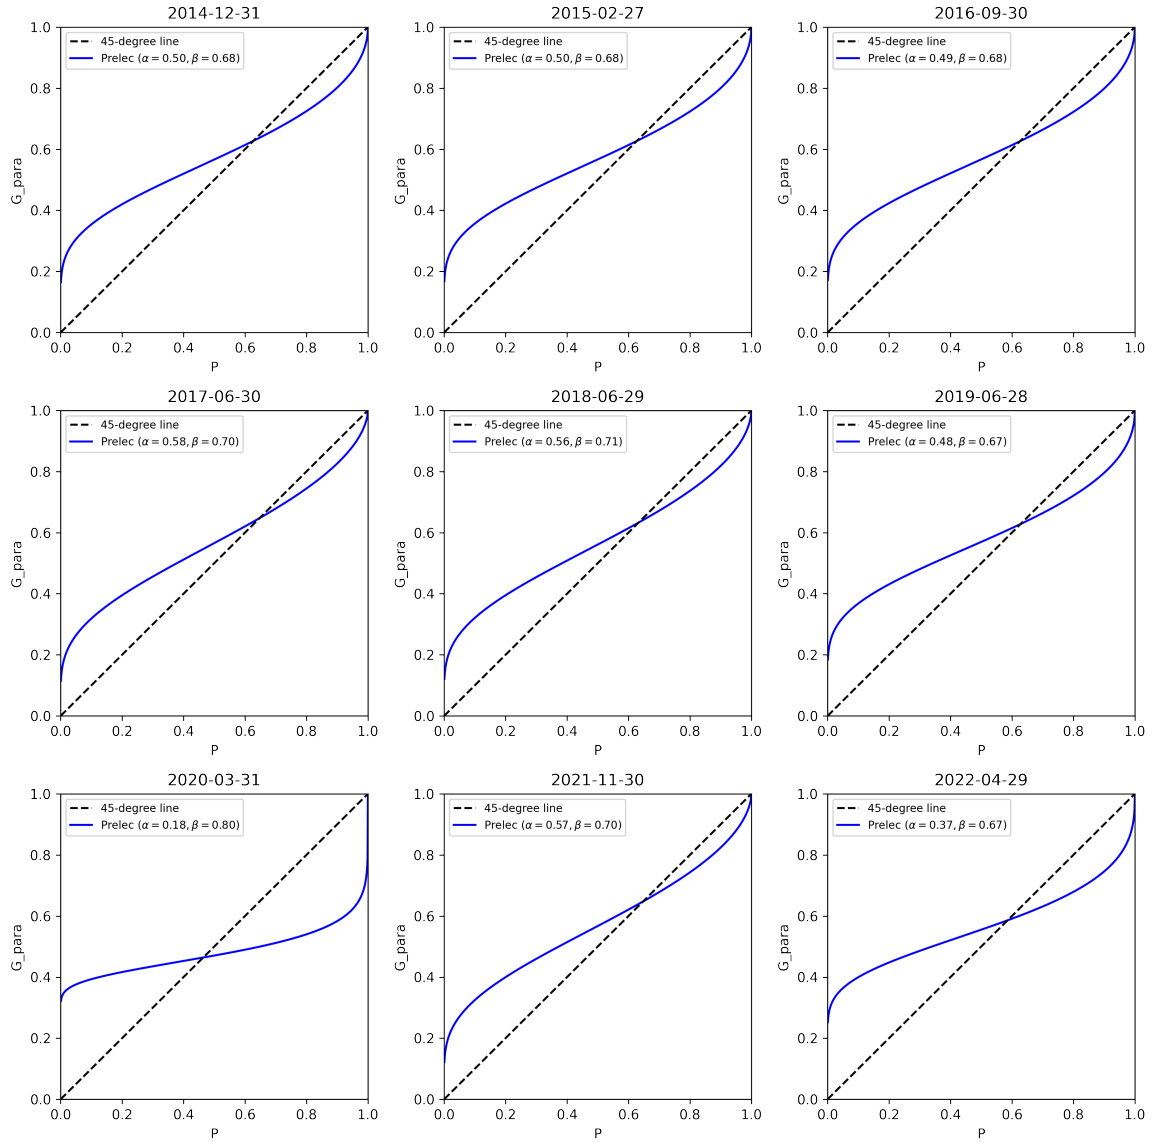 2014-12-31
45-degree line
Prelec (α = 0.50, β = 0.68)
G_para
1.0
0.8
0.6
0.4
0.2
0.0
0.0 0.2 0.4 0.6 0.8 1.0
P
2015-02-27
45-degree line
Prelec (α = 0.50, β = 0.68)
G_para
1.0
0.8
0.6
0.4
0.2
0.0
0.0 0.2 0.4 0.6 0.8 1.0
P
2016-09-30
45-degree line
Prelec (α = 0.49, β = 0.68)
G_para
1.0
0.8
0.6
0.4
0.2
0.0
0.0 0.2 0.4 0.6 0.8 1.0
P
2017-06-30
45-degree line
Prelec (α = 0.58, β = 0.70)
G_para
1.0
0.8
0.6
0.4
0.2
0.0
0.0 0.2 0.4 0.6 0.8 1.0
P
2018-06-29
45-degree line
Prelec (α = 0.56, β = 0.71)
G_para
1.0
0.8
0.6
0.4
0.2
0.0
0.0 0.2 0.4 0.6 0.8 1.0
P
2019-06-28
45-degree line
Prelec (α = 0.48, β = 0.67)
G_para
1.0
0.8
0.6
0.4
0.2
0.0
0.0 0.2 0.4 0.6 0.8 1.0
P
2020-03-31
45-degree line
Prelec (α = 0.18, β = 0.80)
G_para
1.0
0.8
0.6
0.4
0.2
0.0
0.0 0.2 0.4 0.6 0.8 1.0
P
2021-11-30
45-degree line
Prelec (α = 0.57, β = 0.70)
G_para
1.0
0.8
0.6
0.4
0.2
0.0
0.0 0.2 0.4 0.6 0.8 1.0
P
2022-04-29
45-degree line
Prelec (α = 0.37, β = 0.67)
G_para
1.0
0.8
0.6
0.4
0.2
0.0
0.0 0.2 0.4 0.6 0.8 1.0
P